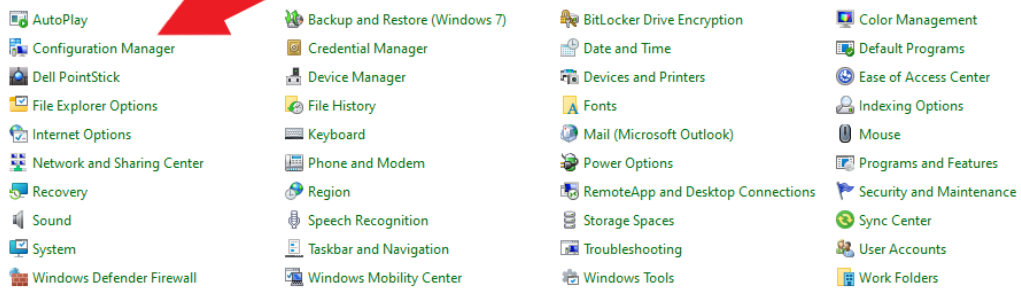 AutoPlay
Backup and Restore (Windows 7)
BitLocker Drive Encryption
Color Management
Configuration Manager
Credential Manager
Date and Time
Default Programs
Dell PointStick
Device Manager
Devices and Printers
Ease of Access Center
File Explorer Options
File History
Fonts
Indexing Options
Internet Options
Keyboard
Mail (Microsoft Outlook)
Mouse
Network and Sharing Center
Phone and Modem
Power Options
Programs and Features
Recovery
Region
RemoteApp and Desktop Connections
Security and Maintenance
Sound
Speech Recognition
Storage Spaces
Sync Center
System
Taskbar and Navigation
Troubleshooting
User Accounts
Windows Defender Firewall
Windows Mobility Center
Windows Tools
Work Folders